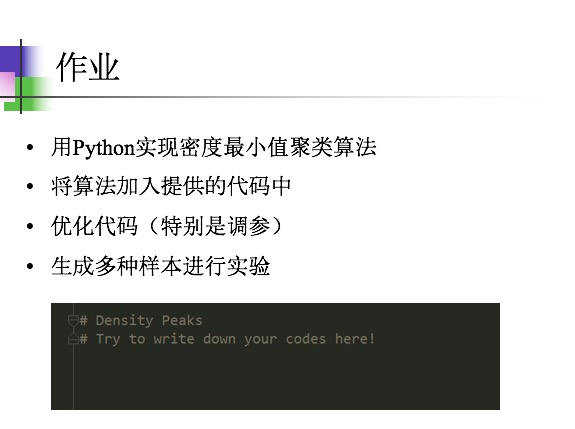 作业
• 用Python实现密度最小值聚类算法
• 将算法加入提供的代码中
• 优化代码（特别是调参）
• 生成多种样本进行实验
# Density Peaks
# Try to write down your codes here!